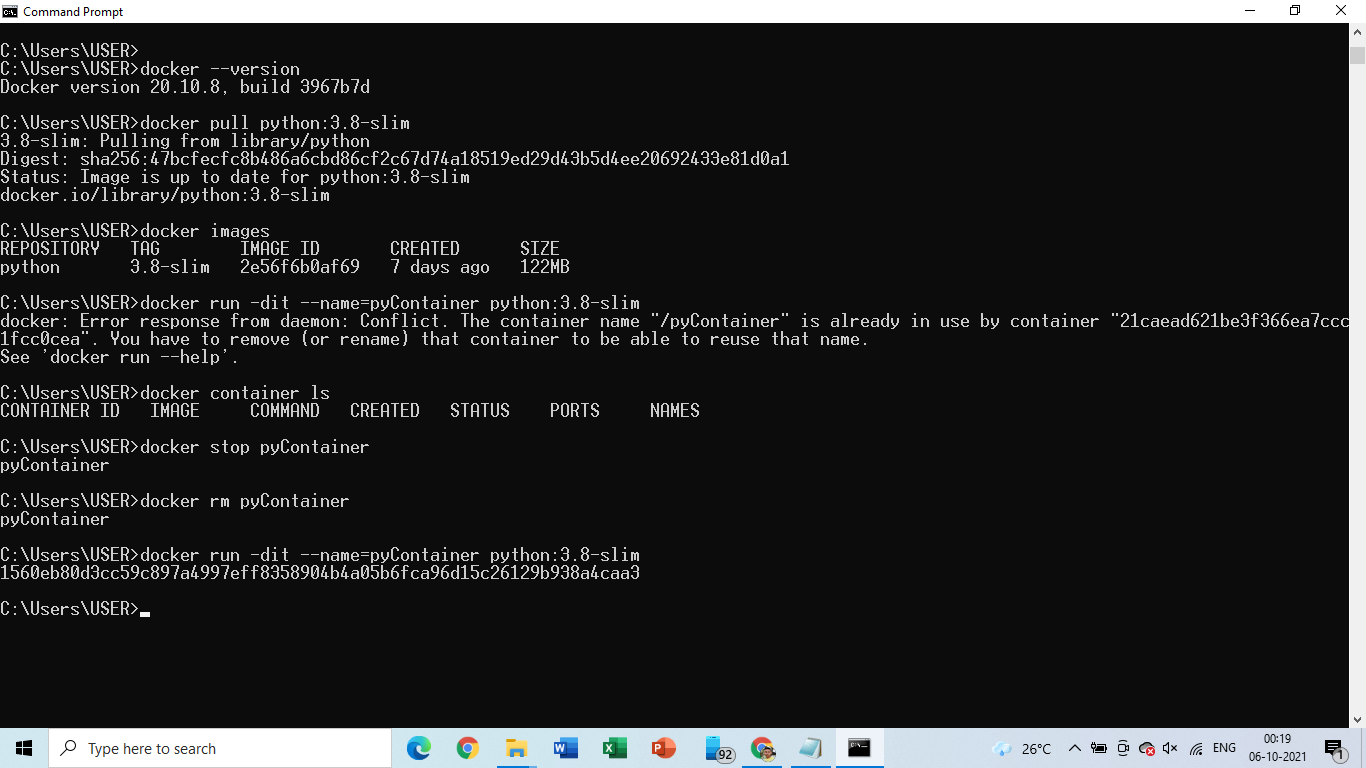 Command Prompt
C:\Users\USER>
C:\Users\USER>docker --version
Docker version 20.10.8, build 3967b7d
C:\Users\USER>docker pull python:3.8-slim
3.8-slim: Pulling from library/python
Digest: sha256:47bcfecfc8b486a6cbd86cf2c67d74a18519ed29d43b5d4ee20692433e81d0a1
Status: Image is up to date for python:3.8-slim
docker.io/library/python:3.8-slim
C:\Users\USER>docker images
REPOSITORY   TAG        IMAGE ID       CREATED      SIZE
python       3.8-slim   2e56f6b0af69   7 days ago   122MB
C:\Users\USER>docker run -dit --name=pyContainer python:3.8-slim
docker: Error response from daemon: Conflict. The container name "/pyContainer" is already in use by container "21caead621be3f366ea7ccc
1fcc0cea". You have to remove (or rename) that container to be able to reuse that name.
See 'docker run --help'.
C:\Users\USER>docker container ls
CONTAINER ID   IMAGE     COMMAND   CREATED   STATUS    PORTS     NAMES
C:\Users\USER>docker stop pyContainer
pyContainer
C:\Users\USER>docker rm pyContainer
pyContainer
C:\Users\USER>docker run -dit --name=pyContainer python:3.8-slim
1560eb80d3cc59c897a4997eff8358904b4a05b6fca96d15c26129b938a4caa3
C:\Users\USER>
Type here to search
92
26°C
ENG
00:19
06-10-2021
1